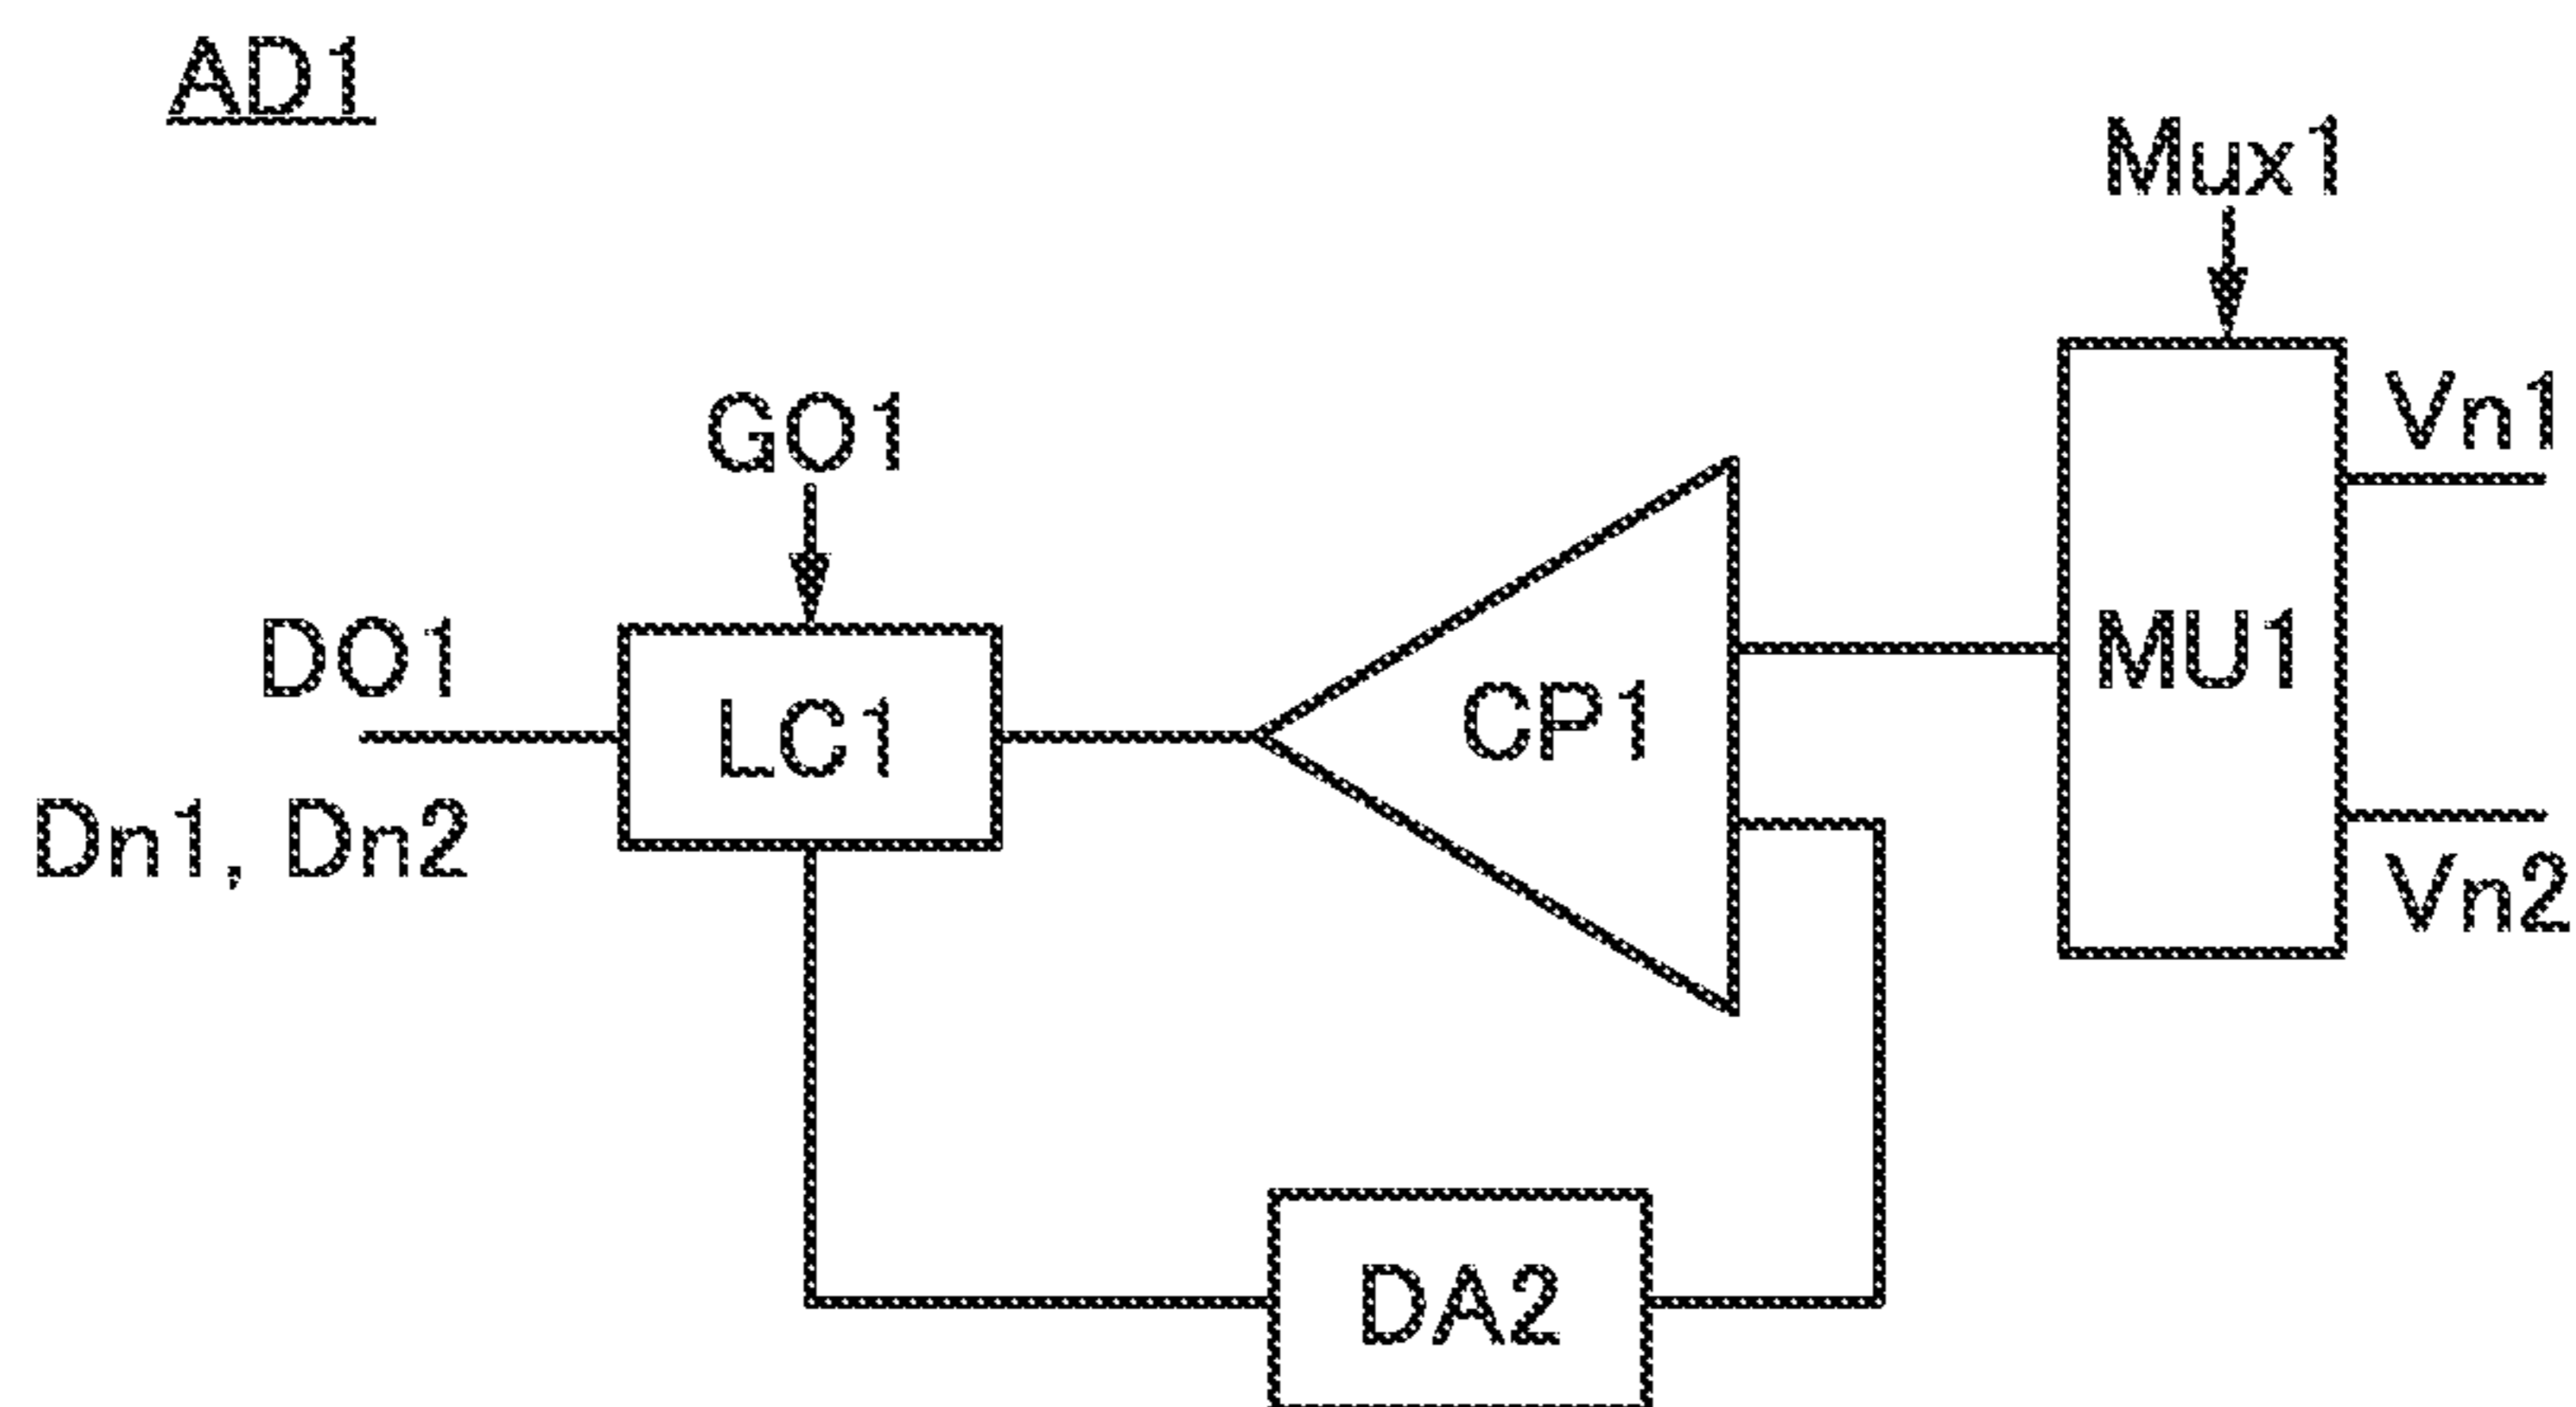 AD1
Mux1
GO1
Vn1
DO1
LC1
CP1
MU1
Dn1, Dn2
Vn2
DA2